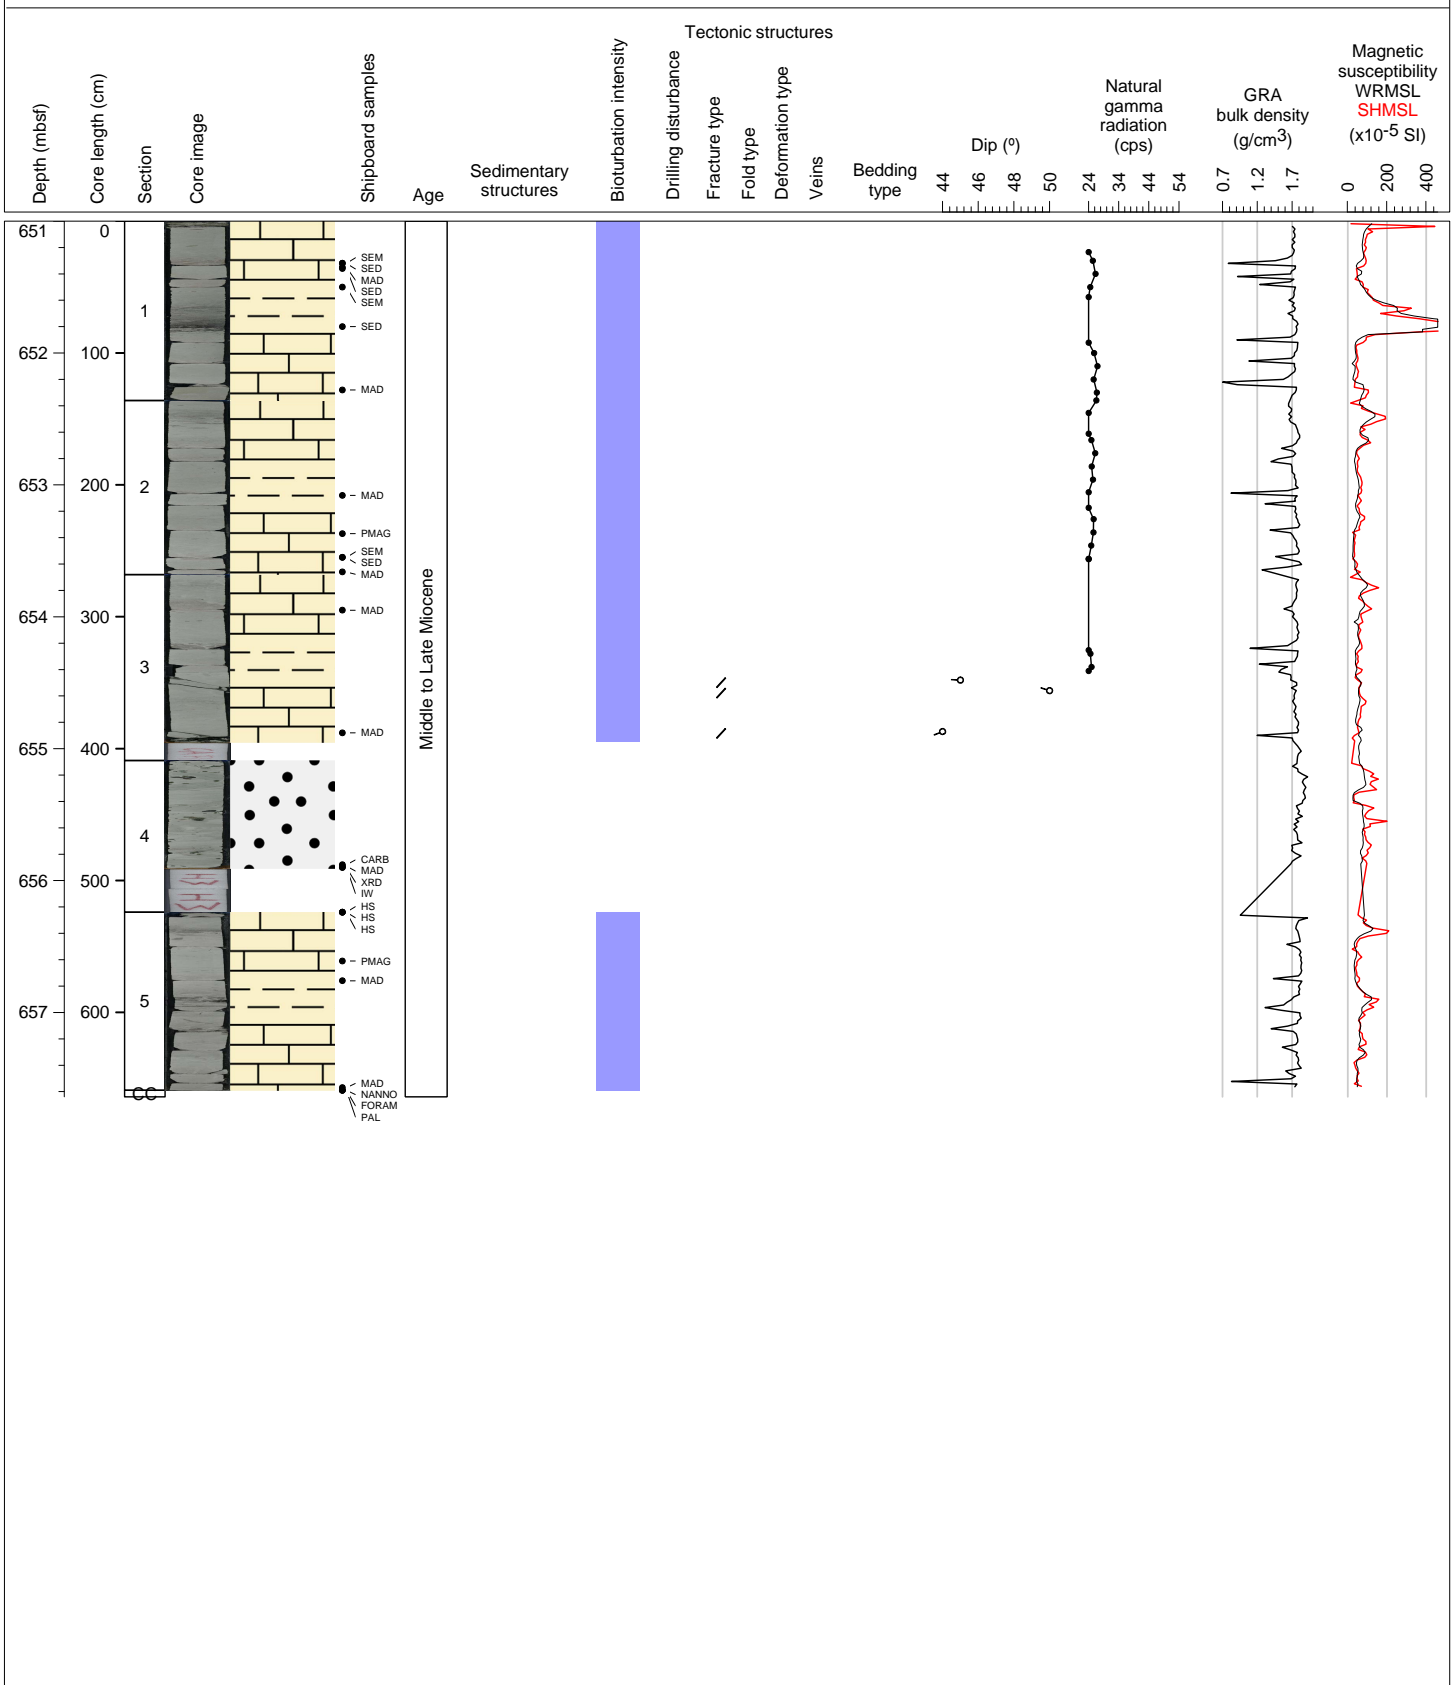 Tectonic structures
Depth (mbsf)
Core length (cm)
Section
Core image
Shipboard samples
Age
Sedimentary
structures
Bioturbation intensity
Drilling disturbance
Fracture type
Fold type
Deformation type
Veins
Bedding
type
Dip (º)
44 46 48 50
Natural
gamma
radiation
(cps)
24 34 44 54
GRA
bulk density
(g/cm3)
0.7 1.2 1.7
Magnetic
susceptibility
WRMSL
SHMSL
(x10-5 SI)
0 200 400
651 0
652 100
653 200
654 300
655 400
656 500
657 600
1
2
3
4
5
CC
SEM
SED
MAD
SED
SEM
SED
MAD
MAD
PMAG
SEM
SED
MAD
MAD
MAD
CARB
MAD
XRD
IW
HS
HS
HS
PMAG
MAD
MAD
NANNO
FORAM
PAL
Middle to Late Miocene